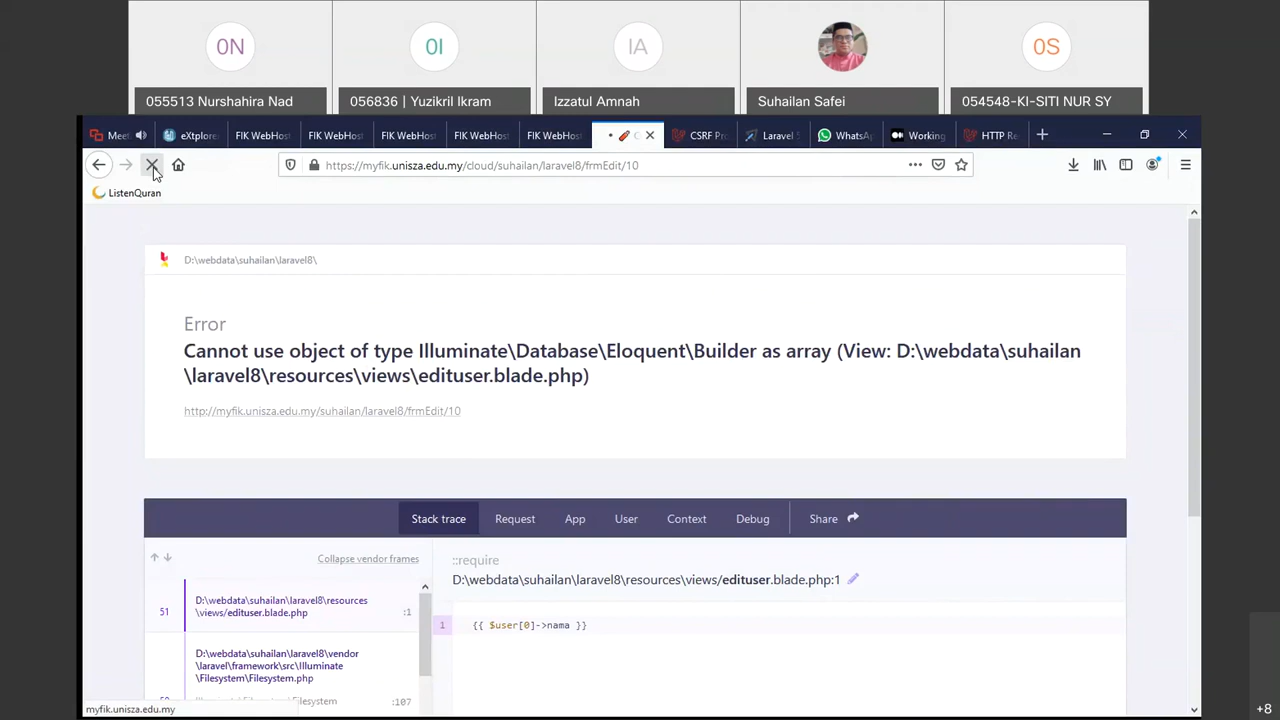 0N
0I
IA
0S
055513 Nurshahira Nad
056836 | Yuzikril Ikram
Izzatul Amnah
Suhailan Safei
054548-KI-SITI NUR SY
Meet
eXplore
FIK WebHost
FIK WebHost
FIK WebHost
FIK WebHost
FIK WebHost
CSRF Pro
Laravel
WhatsAp
Working
HTTP Re
https://myfik.unisza.edu.my/cloud/suhailan/laravel8/frmEdit/10
ListenQuran
D:\webdata\suhailan\laravel8\
Error
Cannot use object of type Illuminate\Database\Eloquent\Builder as array (View: D:\webdata\suhailan
\laravel8\resources\views\edituser.blade.php)
http://myfik.unisza.edu.my/suhailan/laravel8/frmEdit/10
Stack trace
Request
App
User
Context
Debug
Share
Collapse vendor frames
51
D:\webdata\suhailan\laravel8\resources
\views/edituser.blade.php
:1
D:\webdata\suhailan\laravel8\vendor
\laravel\framework\src\Illuminate
\Filesystem\Filesystem.php
Filesystem
:107
::require
D:\webdata\suhailan\laravel8\resources\views/edituser.blade.php:1
1
{{ $user[0]->nama }}
myfik.unisza.edu.my
+8